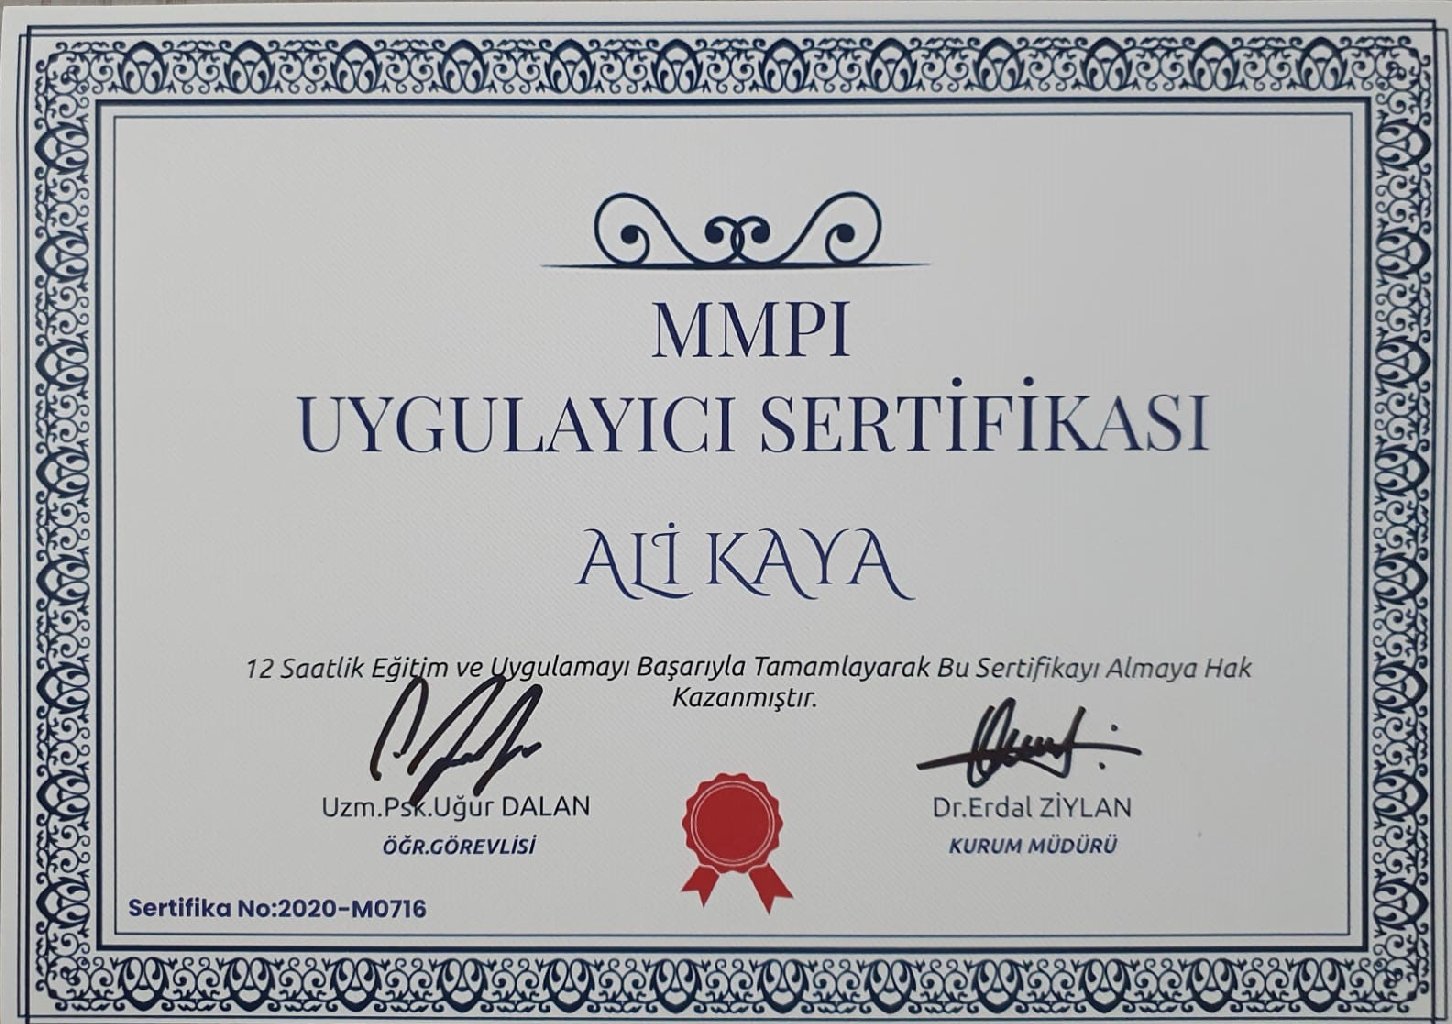 MMPI
UYGULAYICI SERTİFİKASI
ALİ KAYA
12 Saatlik Eğitim ve Uygulamayı Başarıyla Tamamlayarak Bu Sertifikayı Almaya Hak
Kazanmıştır.
Uzm.Psk.Uğur DALAN
ÖĞR.GÖREVLİSİ
Dr.Erdal ZİYLAN
KURUM MÜDÜRÜ
Sertifika No:2020-M0716